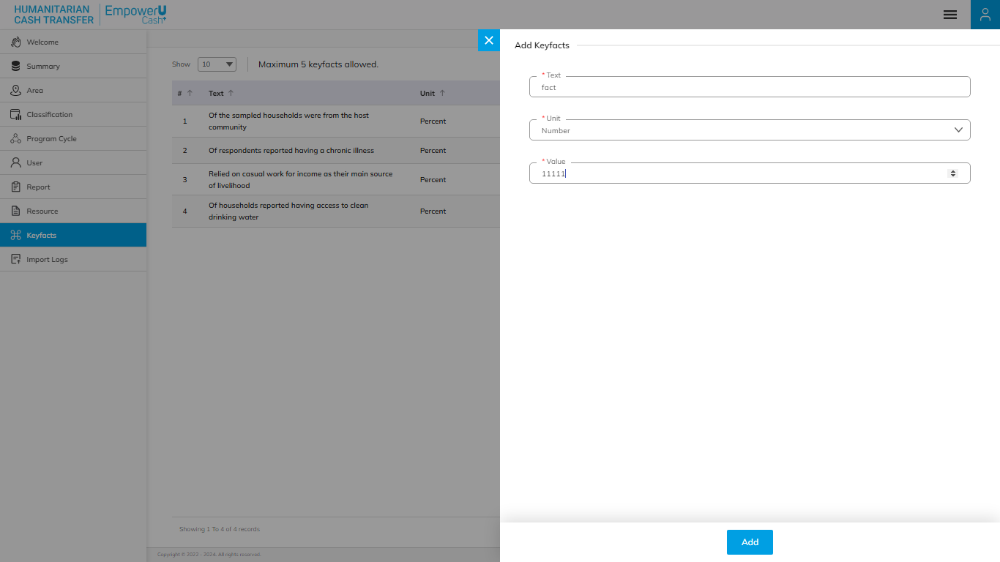 HUMANITARIAN
CASH TRANSFER
EmpowerU
Cash+
Welcome
Summary
Area
Classification
Program Cycle
User
Report
Resource
Keyfacts
Import Logs
Show 10 Maximum 5 keyfacts allowed.
# Text Unit
1 Of the sampled households were from the host
community Percent
2 Of respondents reported having a chronic illness Percent
3 Relied on casual work for income as their main source
of livelihood Percent
4 Of households reported having access to clean
drinking water Percent
Showing 1 To 4 of 4 records
Copyright © 2022 - 2024. All rights reserved.
Add Keyfacts
* Text
fact
* Unit
Number
* Value
11111
Add